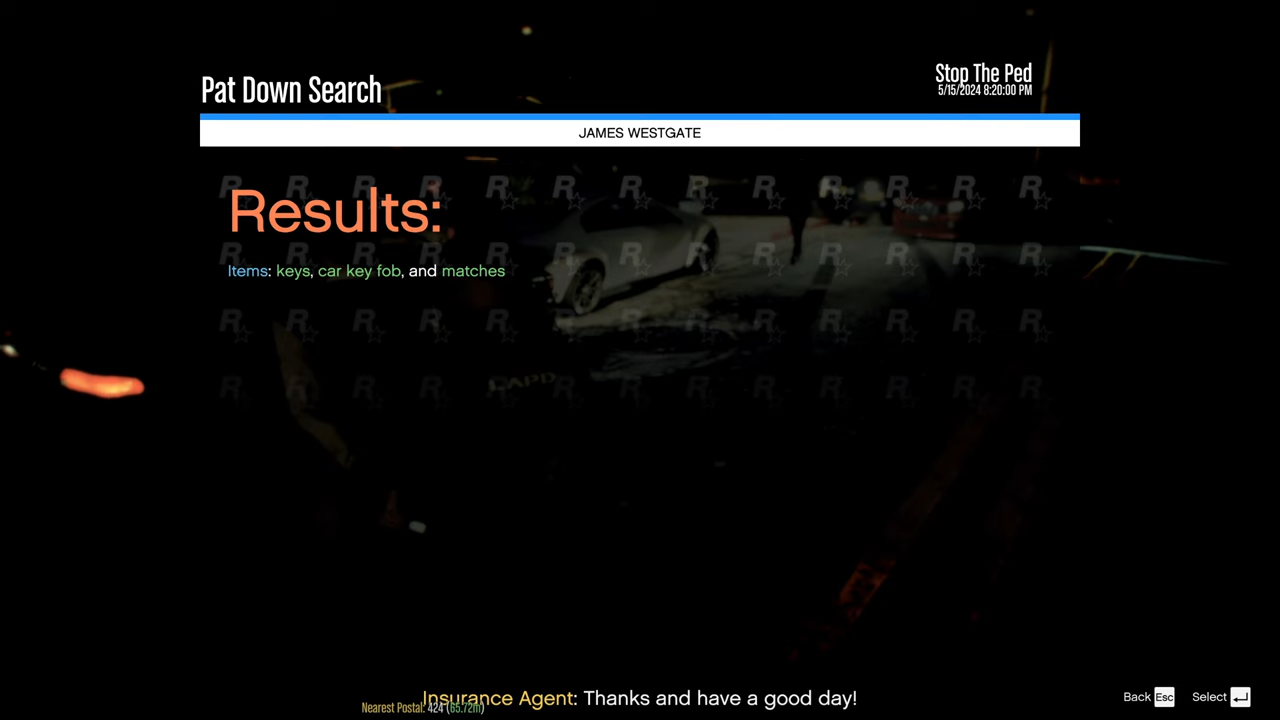 Pat Down Search
Stop The Ped
5/15/2024 8:20:00 PM
JAMES WESTGATE
Results:
Items: keys, car key fob, and matches
LAPD
Insurance Agent: Thanks and have a good day!
Nearest Postal: 424 (65.72m)
Back Esc
Select